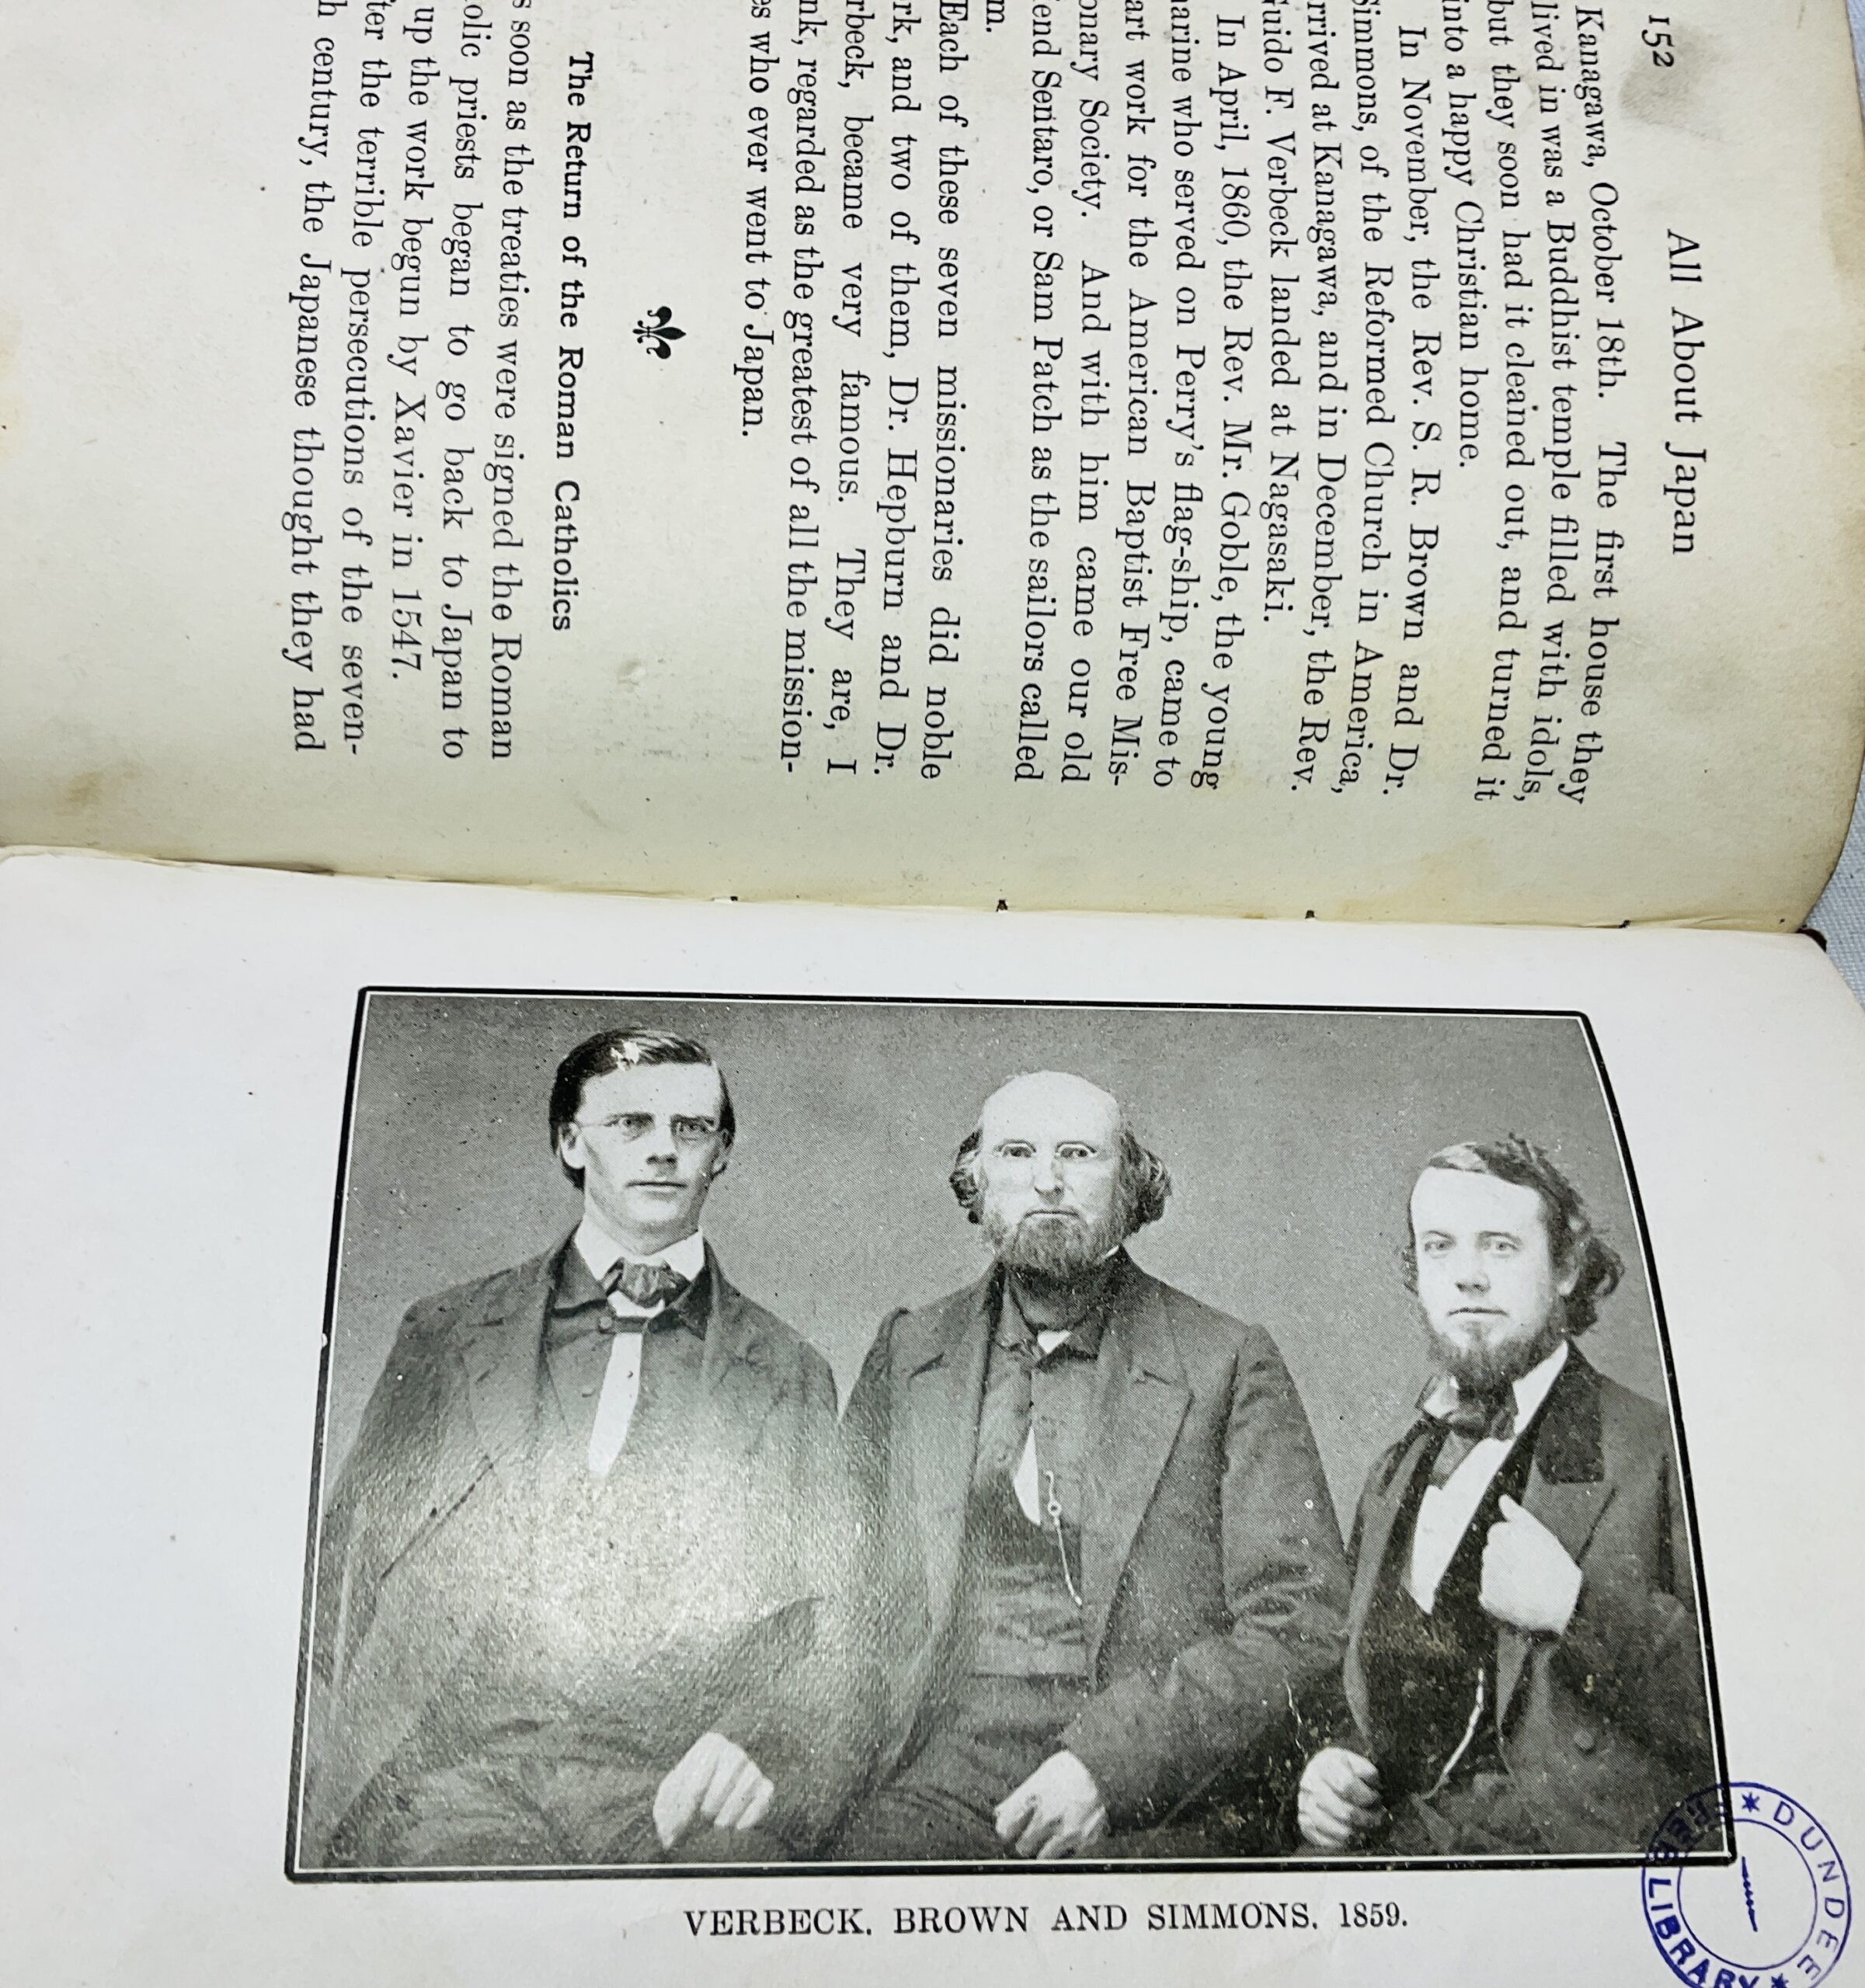 152
All About Japan
Kanagawa, October 18th. The first house they
lived in was a Buddhist temple filled with idols,
but they soon had it cleaned out, and turned it
into a happy Christian home.
In November, the Rev. S. R. Brown and Dr.
Simmons, of the Reformed Church in America,
rrived at Kanagawa, and in December, the Rev.
uido F. Verbeck landed at Nagasaki.
In April, 1860, the Rev. Mr. Goble, the young
arine who served on Perry's flag-ship, came to
art work for the American Baptist Free Mis-
onary Society. And with him came our old
end Sentaro, or Sam Patch as the sailors called
m.
Each of these seven missionaries did noble
rk, and two of them, Dr. Hepburn and Dr.
rbeck, became very famous. They are, I
nk, regarded as the greatest of all the mission-
es who ever went to Japan.
The Return of the Roman Catholics
s soon as the treaties were signed the Roman
olic priests began to go back to Japan to
up the work begun by Xavier in 1547.
ter the terrible persecutions of the seven-
h century, the Japanese thought they had
VERBECK, BROWN AND SIMMONS, 1859.
DUNDEE
FREE
LIBRARY